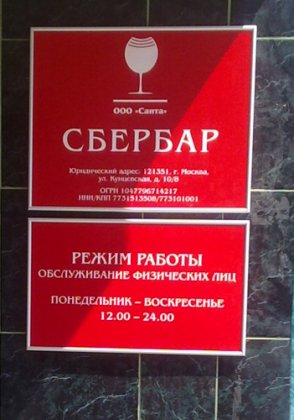 ООО «Санта»
СБЕРБАР
Юридический адрес: 121351, г. Москва,
ул. Кунцевская, д. 10/8
ОГРН 1047796714217
ИНН/КПП 7731513508/773101001
РЕЖИМ РАБОТЫ
ОБСЛУЖИВАНИЕ ФИЗИЧЕСКИХ ЛИЦ
ПОНЕДЕЛЬНИК – ВОСКРЕСЕНЬЕ
12.00 – 24.00